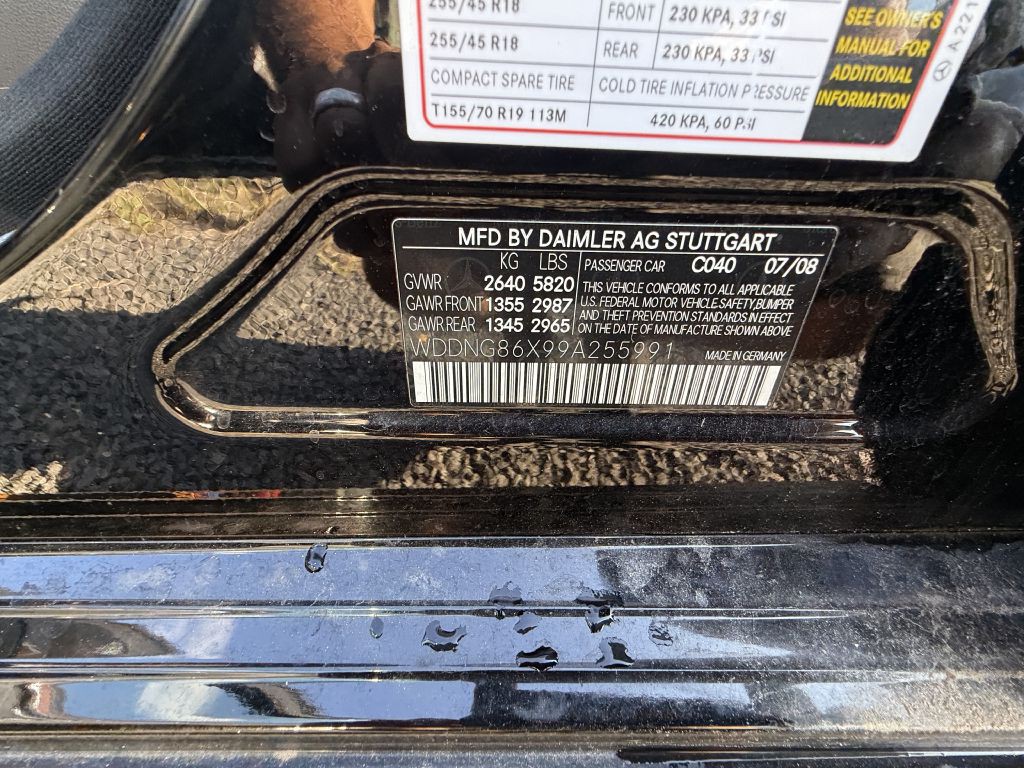 255/45 R18 FRONT 230 KPA, 33 PSI
255/45 R18 REAR 230 KPA, 33 PSI
COMPACT SPARE TIRE COLD TIRE INFLATION PRESSURE
T155/70 R19 113M 420 KPA, 60 PSI
SEE OWNER'S
MANUAL FOR
ADDITIONAL
INFORMATION
A 221
MFD BY DAIMLER AG STUTTGART
KG LBS PASSENGER CAR C040 07/08
GVWR 2640 5820
GAWR FRONT 1355 2987
GAWR REAR 1345 2965
THIS VEHICLE CONFORMS TO ALL APPLICABLE
U.S. FEDERAL MOTOR VEHICLE SAFETY, BUMPER
AND THEFT PREVENTION STANDARDS IN EFFECT
ON THE DATE OF MANUFACTURE SHOWN ABOVE
WDDNG86X99A255991 MADE IN GERMANY